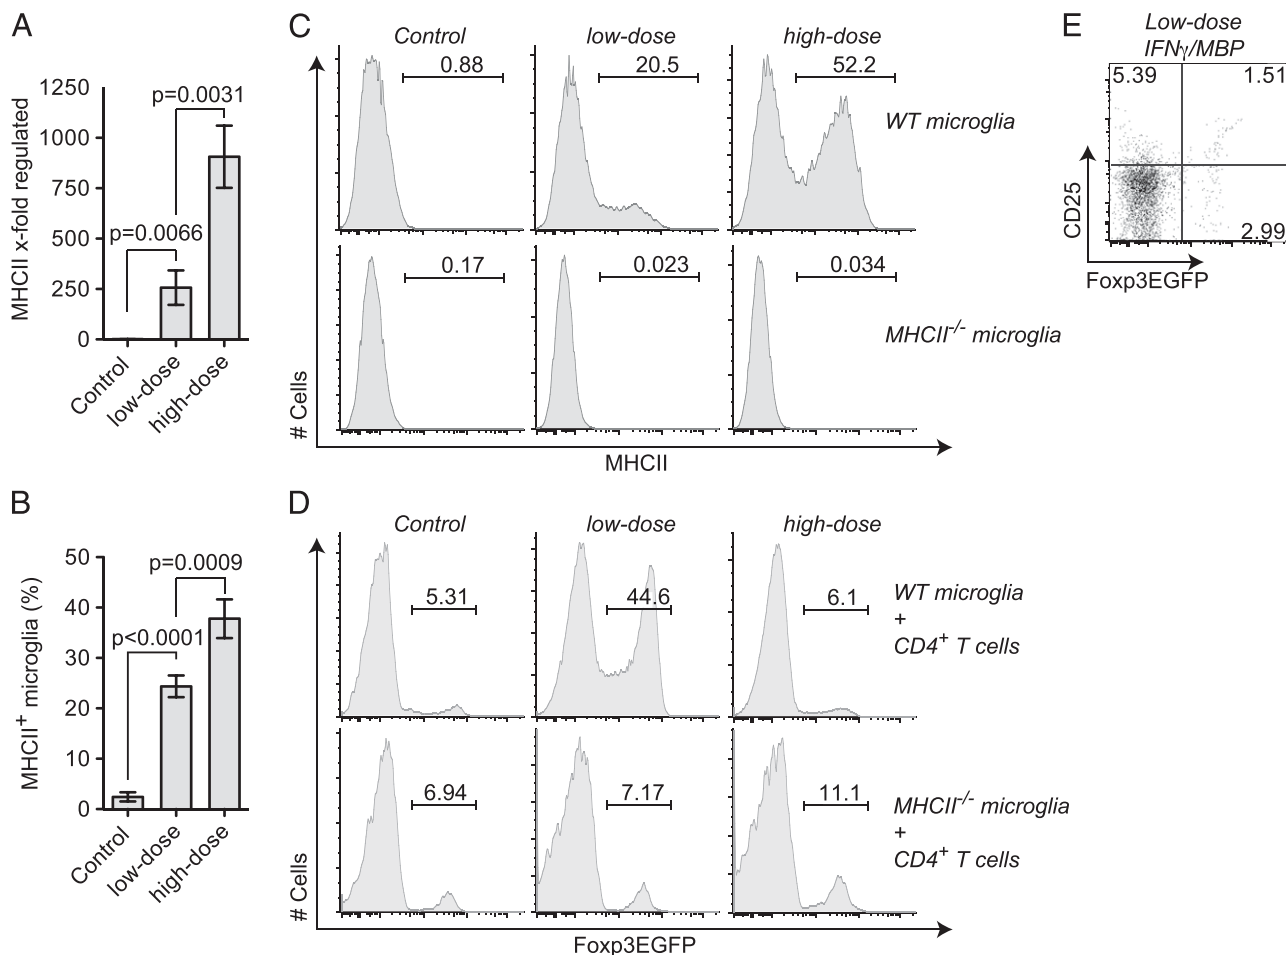 A
MHCII x-fold regulated
1250
1000
750
500
250
0
p=0.0031
p=0.0066
Control
low-dose
high-dose
B
MHCII+ microglia (%)
50
40
30
20
10
0
p=0.0009
p<0.0001
Control
low-dose
high-dose
C
Control
low-dose
high-dose
0.88
20.5
52.2
WT microglia
0.17
0.023
0.034
MHCII-/- microglia
# Cells
MHCII
D
Control
low-dose
high-dose
5.31
44.6
6.1
WT microglia
+
CD4+ T cells
6.94
7.17
11.1
MHCII-/- microglia
+
CD4+ T cells
# Cells
Foxp3EGFP
E
Low-dose
IFNγ/MBP
5.39
1.51
2.99
CD25
Foxp3EGFP